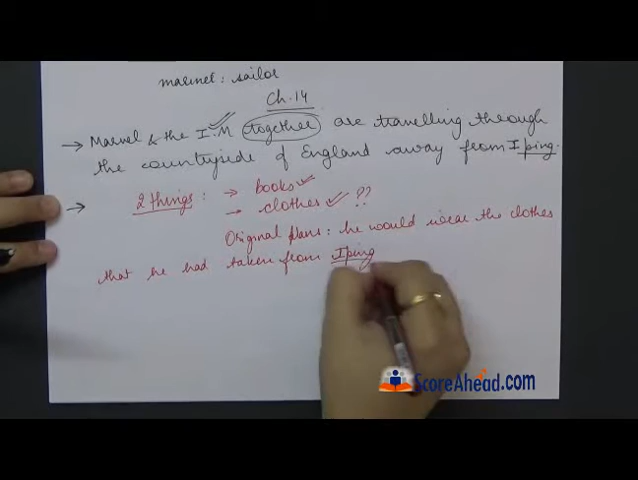 marinel : sailor
Ch. 14
→ Marvel & the I.M together are travelling through
the countryside of England away from Iping.
→ 2 things : → books ✓
→ clothes ✓ ??
Original plans : he would wear the clothes
that he had taken from Iping
ScoreAhead.com